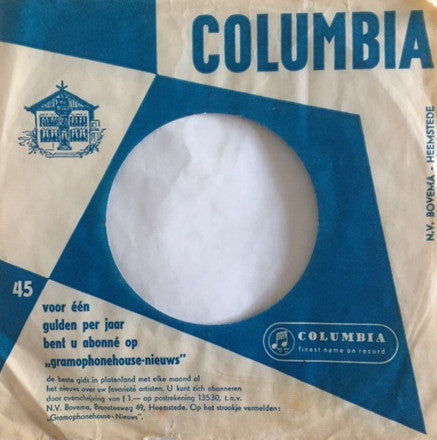 COLUMBIA
N.V. BOVEMA - HEEMSTEDE
45
voor één
gulden per jaar
bent u abonné op
„gramophonehouse-nieuws"
COLUMBIA
finest name on record
de beste gids in platenland met elke maand al
het nieuws over uw favoriete artisten. U kunt zich abonneren
door overschrijving van f 1.— op postrekening 13530, t. n. v.
N.V. Bovema, Bronsteeweg 49, Heemstede. Op het strookje vermelden:
„Gramophonehouse-Nieuws".